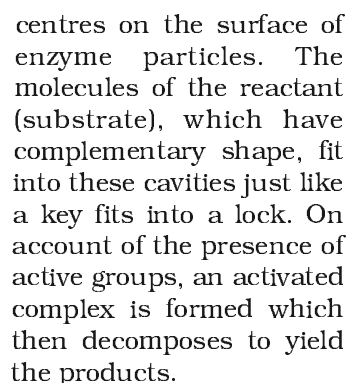 centres on the surface of
enzyme particles. The
molecules of the reactant
(substrate), which have
complementary shape, fit
into these cavities just like
a key fits into a lock. On
account of the presence of
active groups, an activated
complex is formed which
then decomposes to yield
the products.